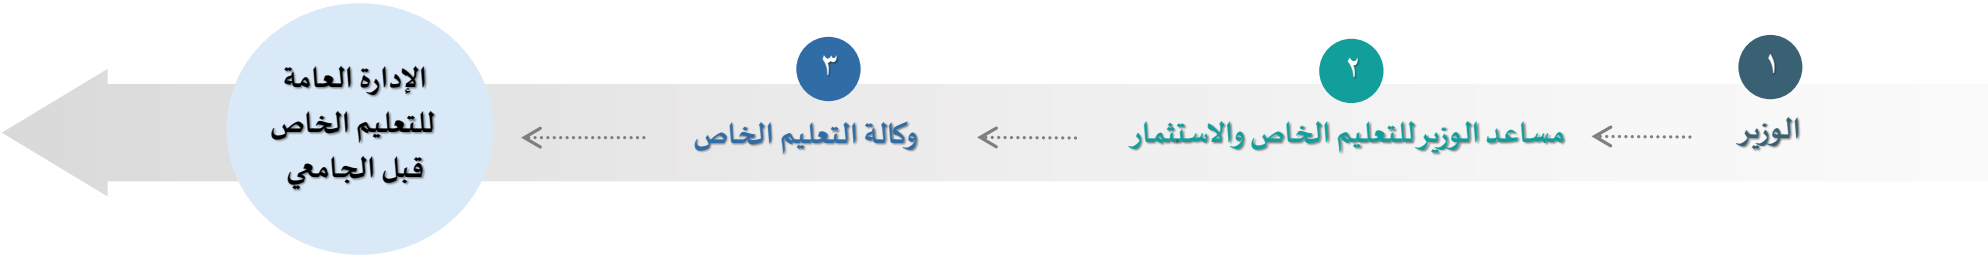 ١
الوزير
٢
مساعد الوزير للتعليم الخاص والاستثمار
٣
وكالة التعليم الخاص
الإدارة العامة
للتعليم الخاص
قبل الجامعي